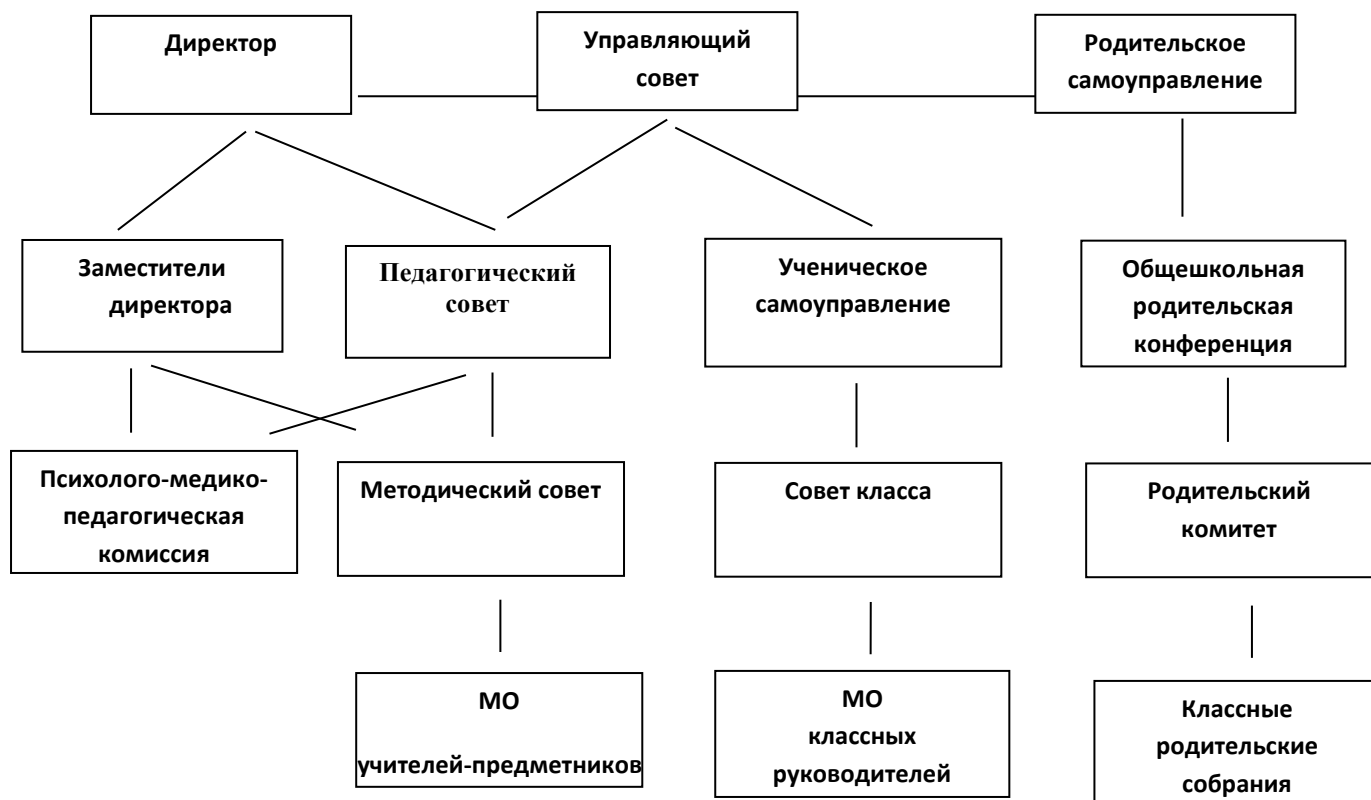 Директор
Управляющий
совет
Родительское
самоуправление
Заместители
директора
Педагогический
совет
Ученическое
самоуправление
Общешкольная
родительская
конференция
Психолого-медико-
педагогическая
комиссия
Методический совет
Совет класса
Родительский
комитет
МО
учителей-предметников
МО
классных
руководителей
Классные
родительские
собрания